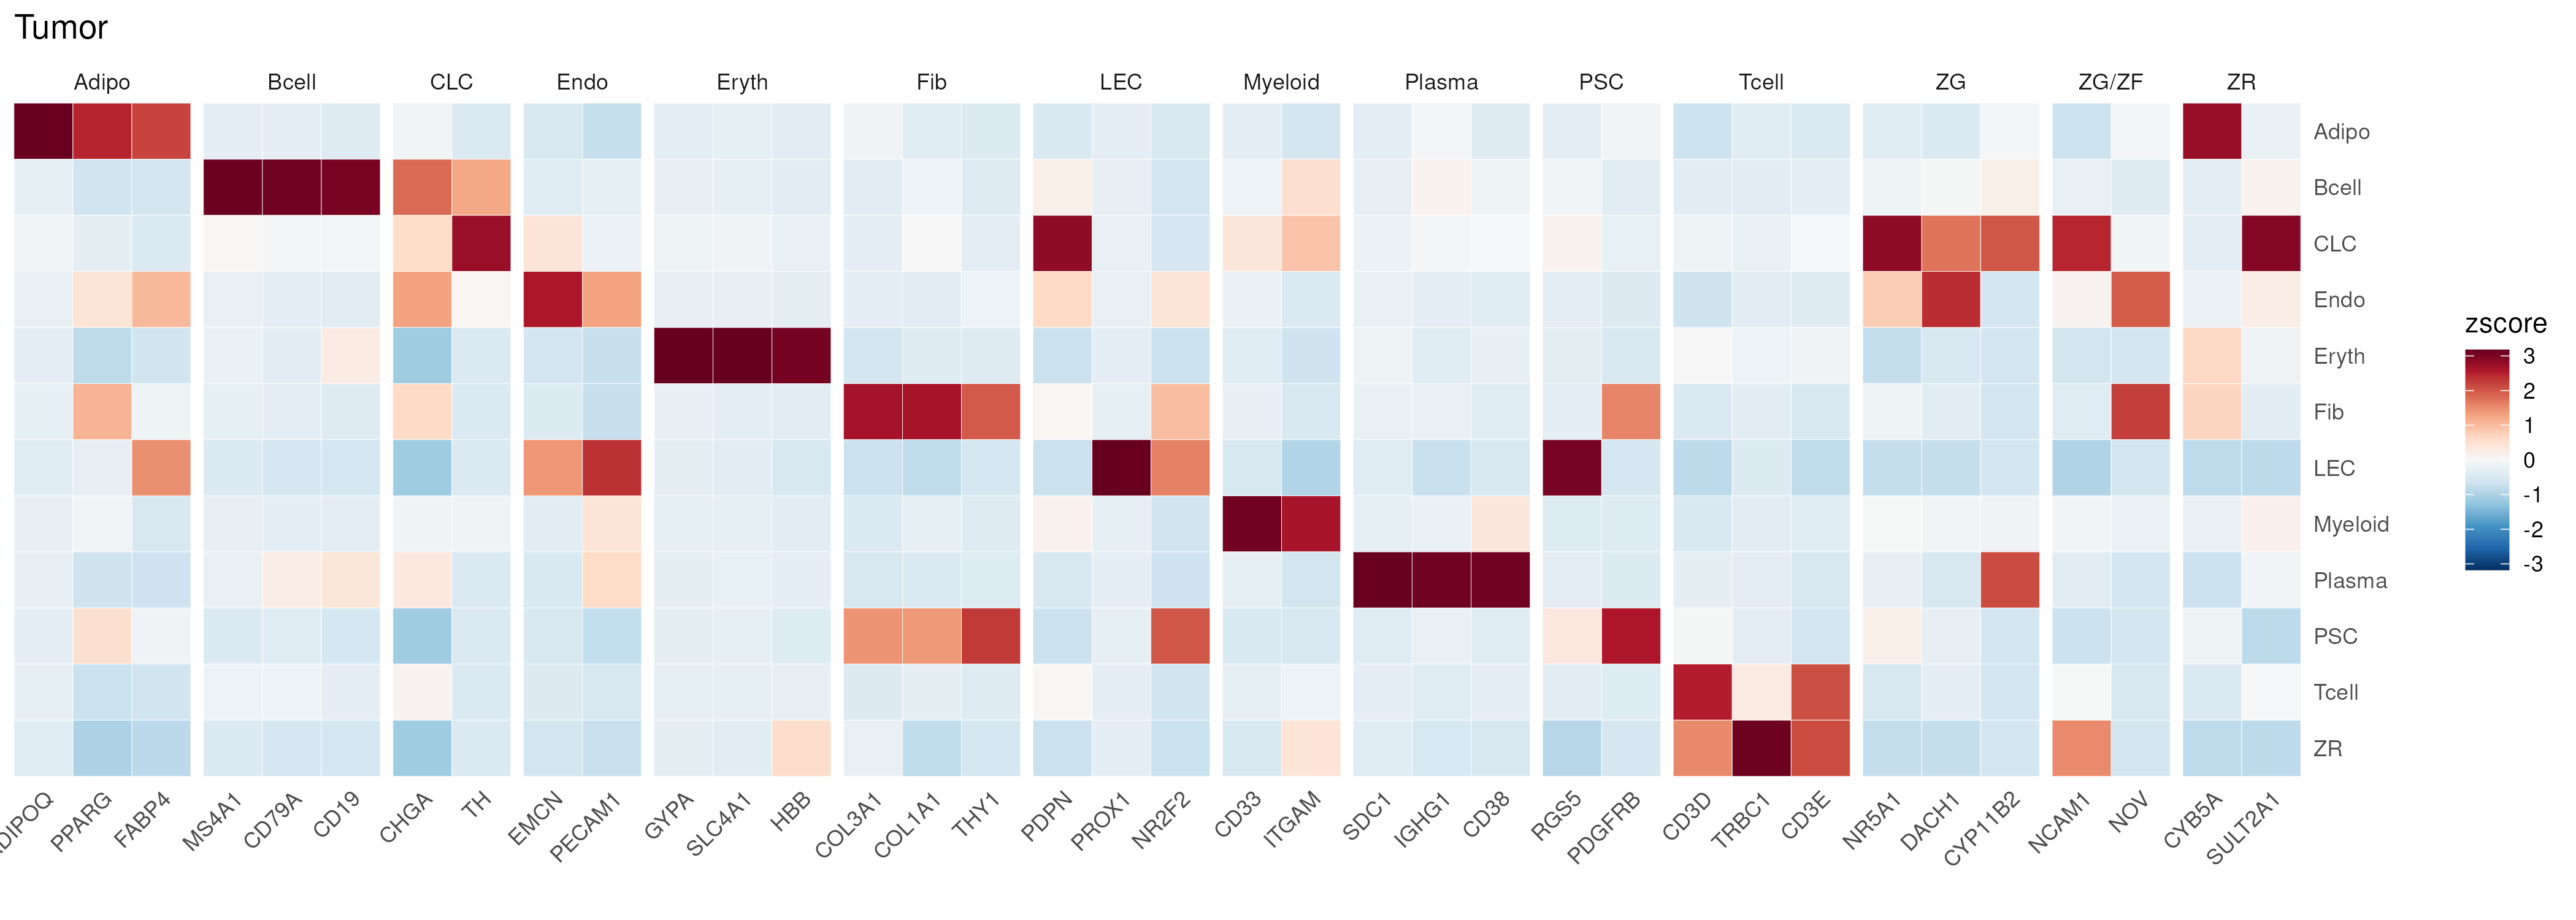 Tumor
Adipo Bcell CLC Endo Eryth Fib LEC Myeloid Plasma PSC Tcell ZG ZG/ZF ZR
Adipo
Bcell
CLC
Endo
Eryth
Fib
LEC
Myeloid
Plasma
PSC
Tcell
ZR
zscore
3
2
1
0
-1
-2
-3
DIPOQ PPARG FABP4 MS4A1 CD79A CD19 CHGA TH EMCN PECAM1 GYPA SLC4A1 HBB COL3A1 COL1A1 THY1 PDPN PROX1 NR2F2 CD33 ITGAM SDC1 IGHG1 CD38 RGS5 PDGFRB CD3D TRBC1 CD3E NR5A1 DACH1 CYP11B2 NCAM1 NOV CYB5A SULT2A1